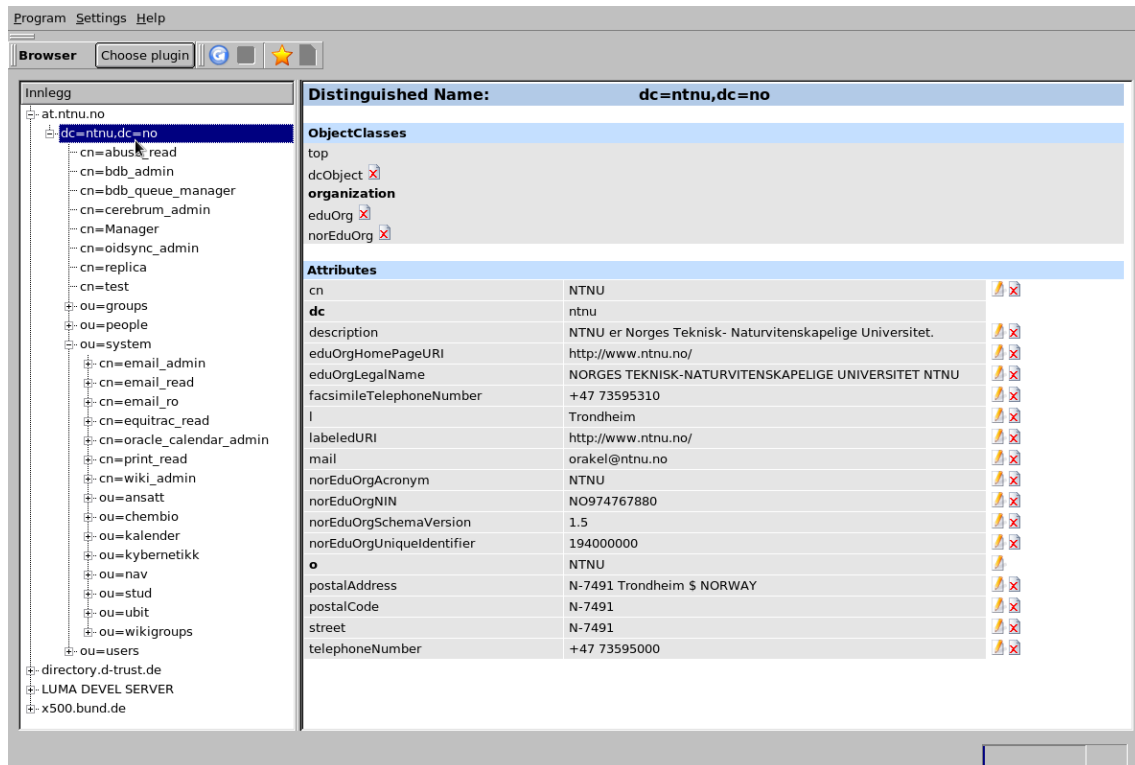 Program Settings Help
Browser Choose plugin
Innlegg
at.ntnu.no
dc=ntnu,dc=no
cn=abuse_read
cn=bdb_admin
cn=bdb_queue_manager
cn=cerebrum_admin
cn=Manager
cn=oidsync_admin
cn=replica
cn=test
ou=groups
ou=people
ou=system
cn=email_admin
cn=email_read
cn=email_ro
cn=equitrac_read
cn=oracle_calendar_admin
cn=print_read
cn=wiki_admin
ou=ansatt
ou=chembio
ou=kalender
ou=kybernetikk
ou=nav
ou=stud
ou=ubit
ou=wikigroups
ou=users
directory.d-trust.de
LUMA DEVEL SERVER
x500.bund.de
Distinguished Name: dc=ntnu,dc=no
ObjectClasses
top
dcObject
organization
eduOrg
norEduOrg
Attributes
cn NTNU
dc ntnu
description NTNU er Norges Teknisk- Naturvitenskapelige Universitet.
eduOrgHomePageURI http://www.ntnu.no/
eduOrgLegalName NORGES TEKNISK-NATURVITENSKAPELIGE UNIVERSITET NTNU
facsimileTelephoneNumber +47 73595310
l Trondheim
labeledURI http://www.ntnu.no/
mail orakel@ntnu.no
norEduOrgAcronym NTNU
norEduOrgNIN NO974767880
norEduOrgSchemaVersion 1.5
norEduOrgUniqueIdentifier 194000000
o NTNU
postalAddress N-7491 Trondheim $ NORWAY
postalCode N-7491
street N-7491
telephoneNumber +47 73595000